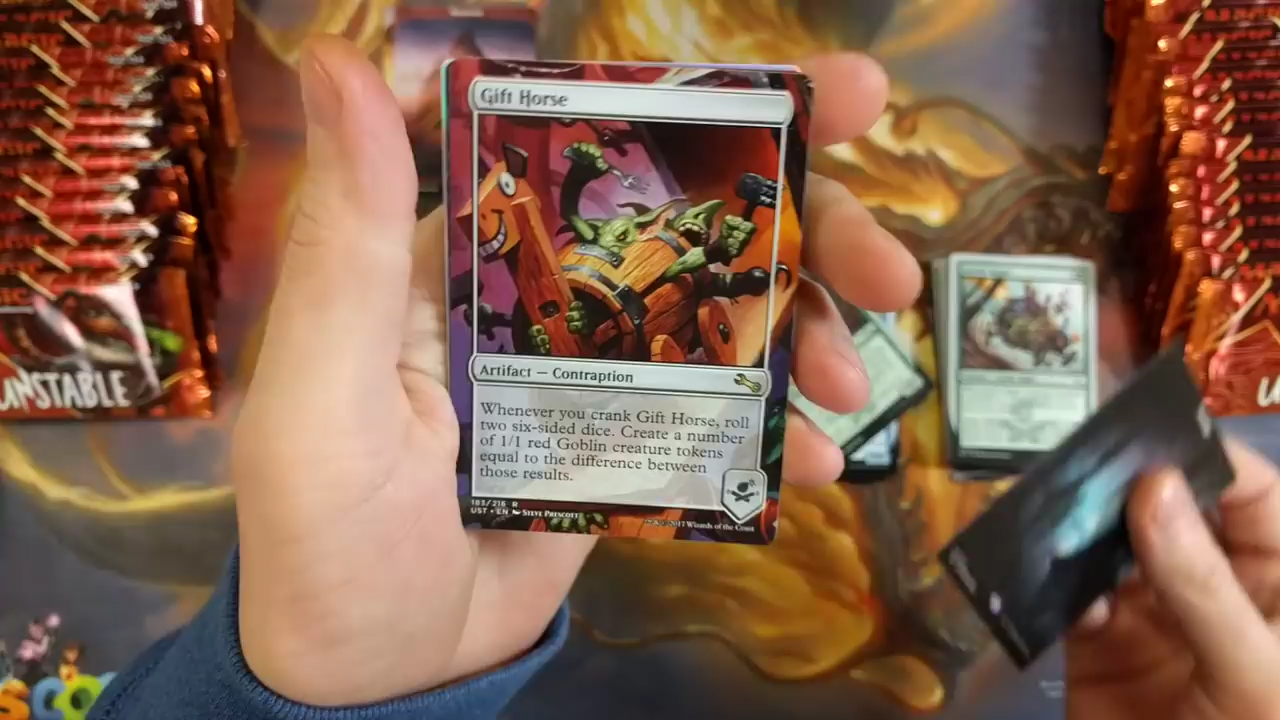 Gift Horse
Artifact — Contraption
Whenever you crank Gift Horse, roll
two six-sided dice. Create a number
of 1/1 red Goblin creature tokens
equal to the difference between
those results.
183/216 R
UST • EN STEVE PRESCOTT
2017 Wizards of the Coast
UNSTABLE